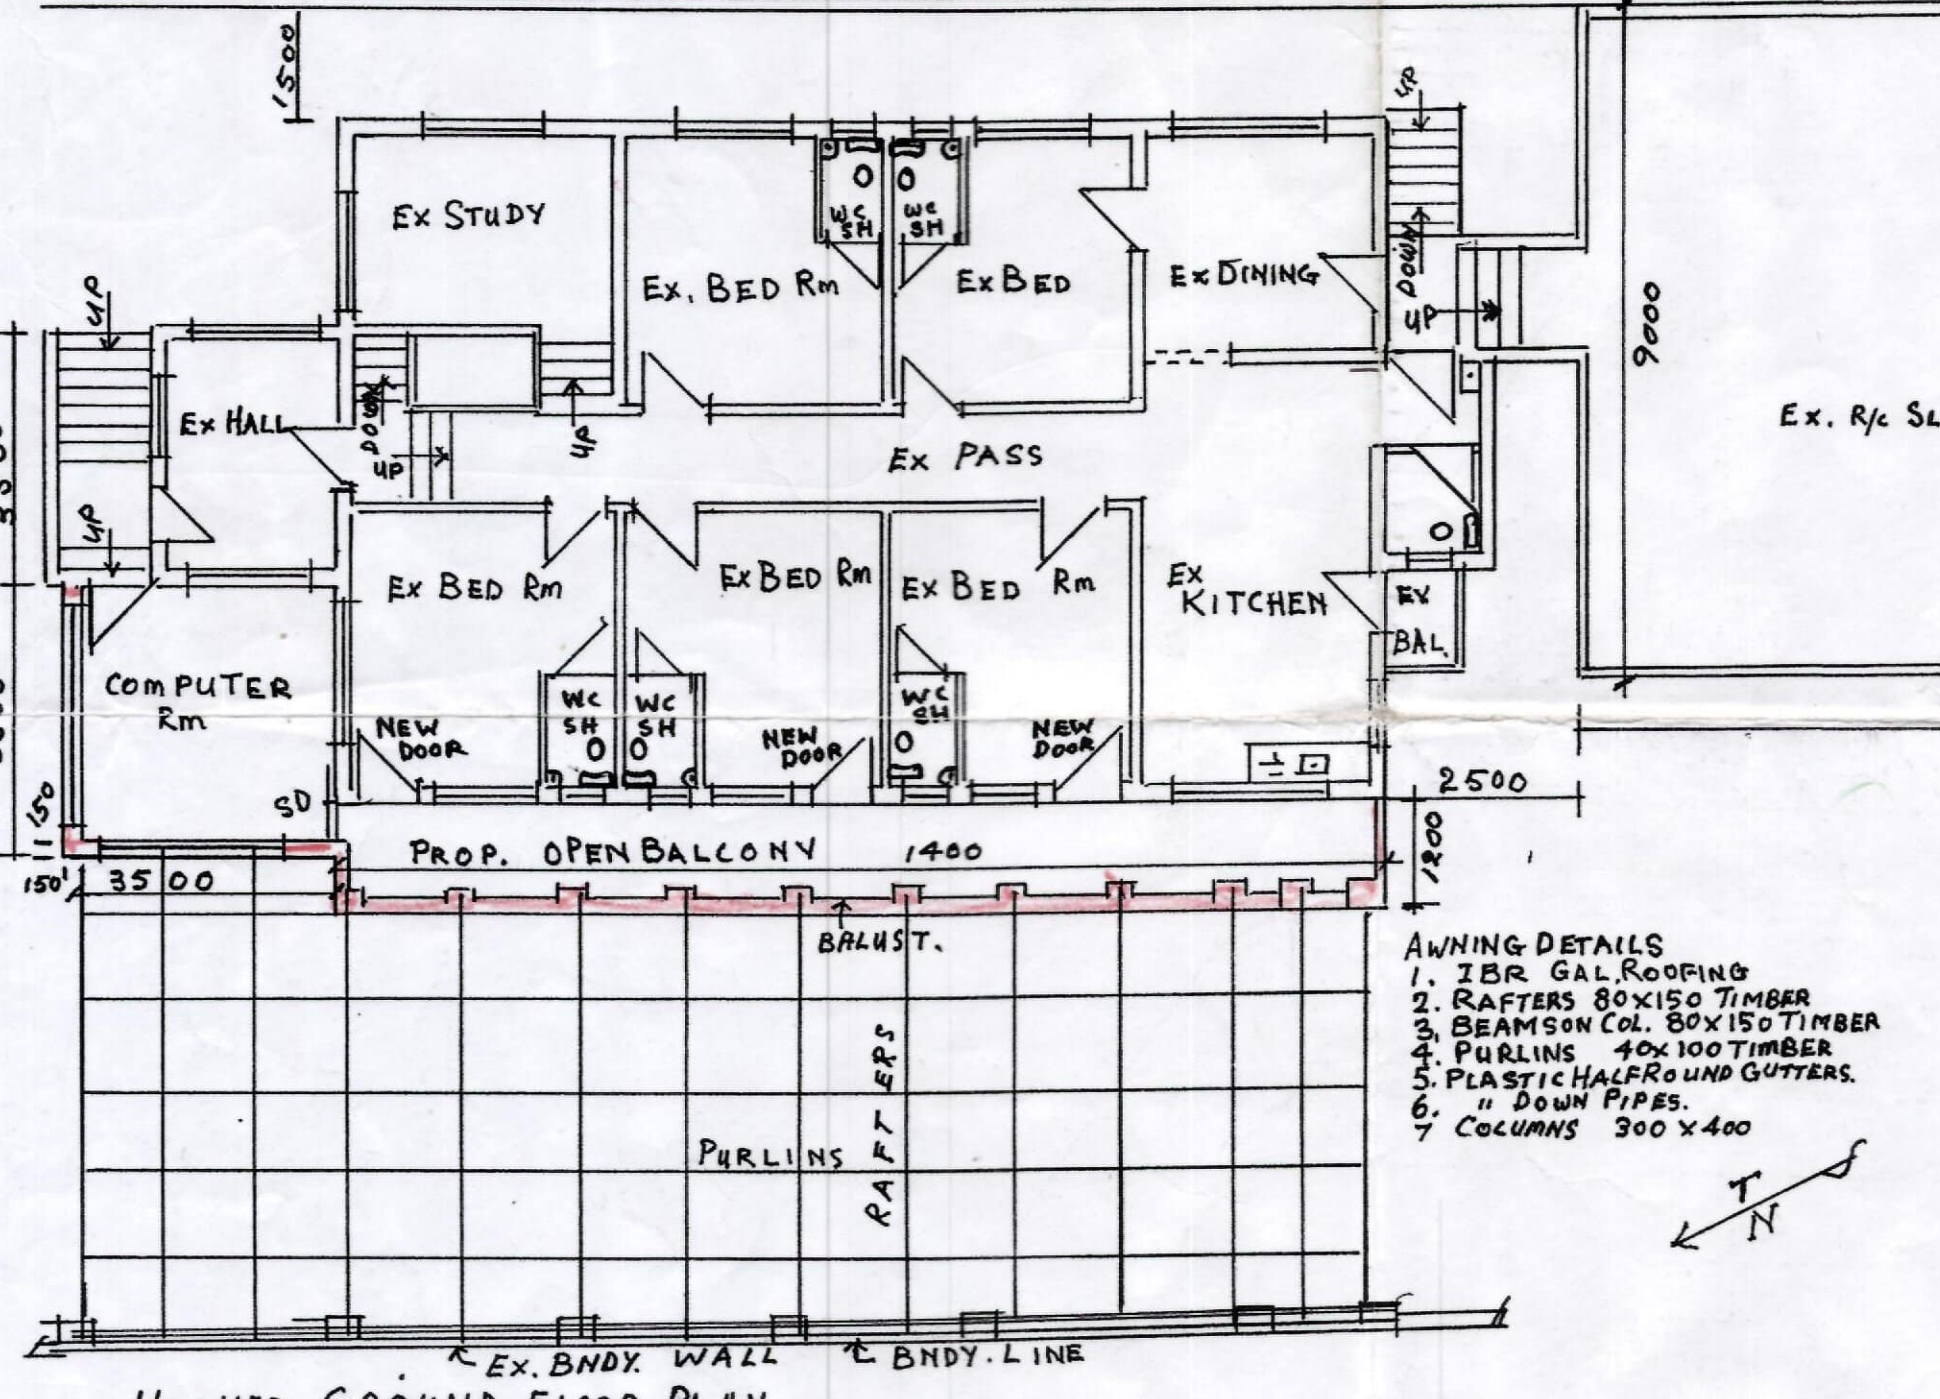 1500
UP
EX STUDY
WC
SH
WC
SH
EX. BED Rm
EX BED
EX DINING
DOWN
UP
9000
UP
EX HALL
DOWN
UP
UP
EX PASS
EX. R/C SL
UP
EX BED Rm
EX BED Rm
EX BED Rm
EX
KITCHEN
EX
BAL.
COMPUTER
Rm
WC
SH
WC
SH
WC
SH
NEW
DOOR
NEW
DOOR
NEW
DOOR
150
SD
2500
PROP. OPEN BALCONY 1400
1200
150
3500
BALUST.
AWNING DETAILS
1. IBR GAL. ROOFING
2. RAFTERS 80X150 TIMBER
3. BEAMS ON COL. 80X150 TIMBER
4. PURLINS 40X100 TIMBER
5. PLASTIC HALF ROUND GUTTERS.
6. " DOWN PIPES.
7 COLUMNS 300 X 400
RAFTERS
PURLINS
T
N
EX. BNDY. WALL
BNDY. LINE
GROUND FLOOR PLAN